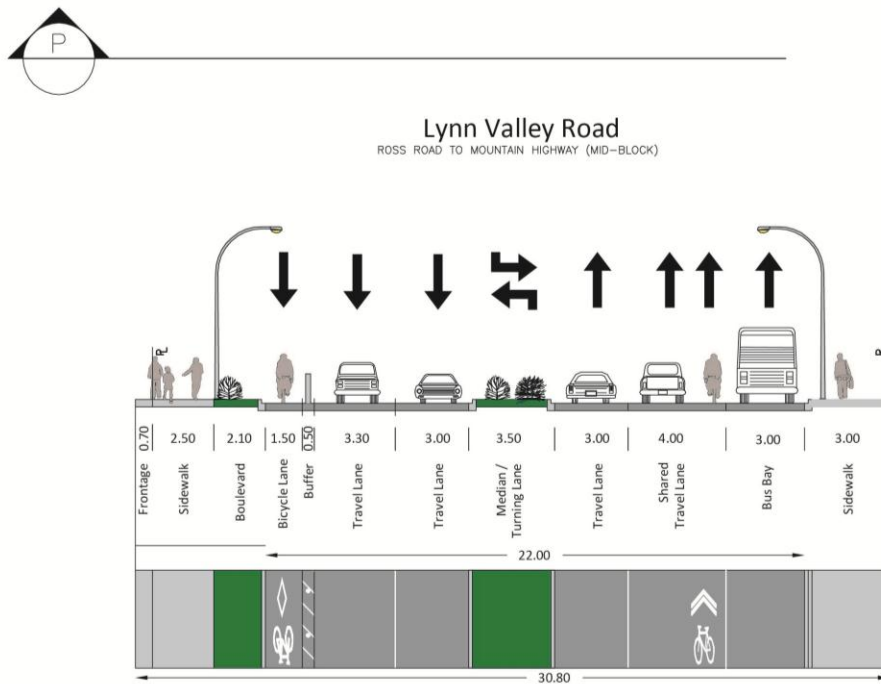 P
Lynn Valley Road
ROSS ROAD TO MOUNTAIN HIGHWAY (MID-BLOCK)
PL
0.70 2.50 2.10 1.50 0.50 3.30 3.00 3.50 3.00 4.00 3.00 3.00
Frontage
Sidewalk
Boulevard
Bicycle Lane
Buffer
Travel Lane
Travel Lane
Median /
Turning Lane
Travel Lane
Shared
Travel Lane
Bus Bay
Sidewalk
22.00
30.80